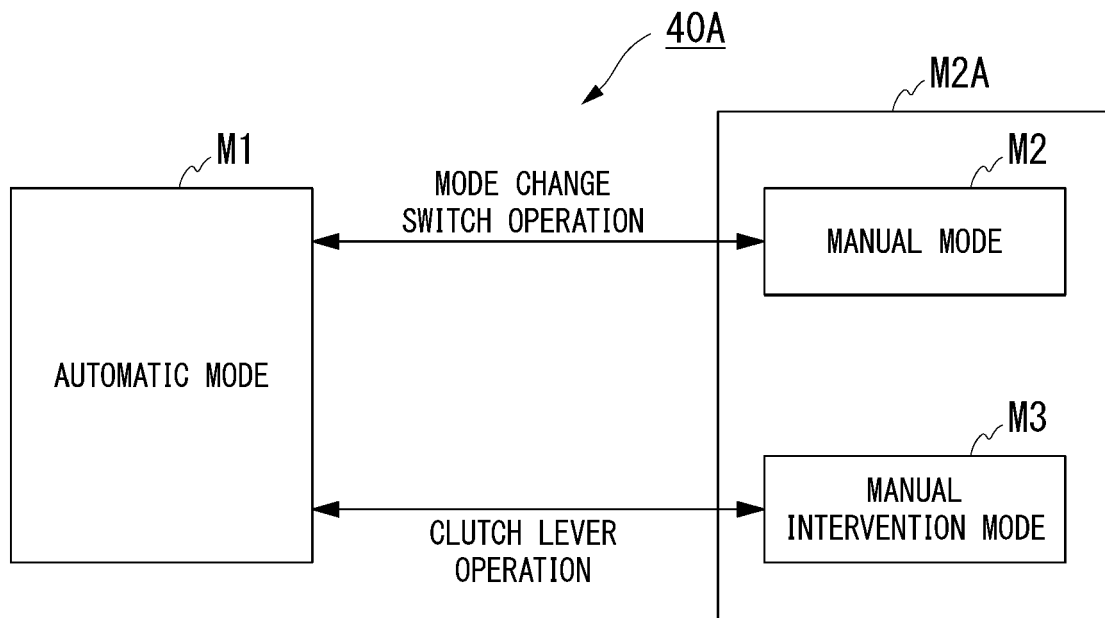 40A
M2A
M1
M2
MODE CHANGE
SWITCH OPERATION
MANUAL MODE
AUTOMATIC MODE
M3
MANUAL
INTERVENTION MODE
CLUTCH LEVER
OPERATION